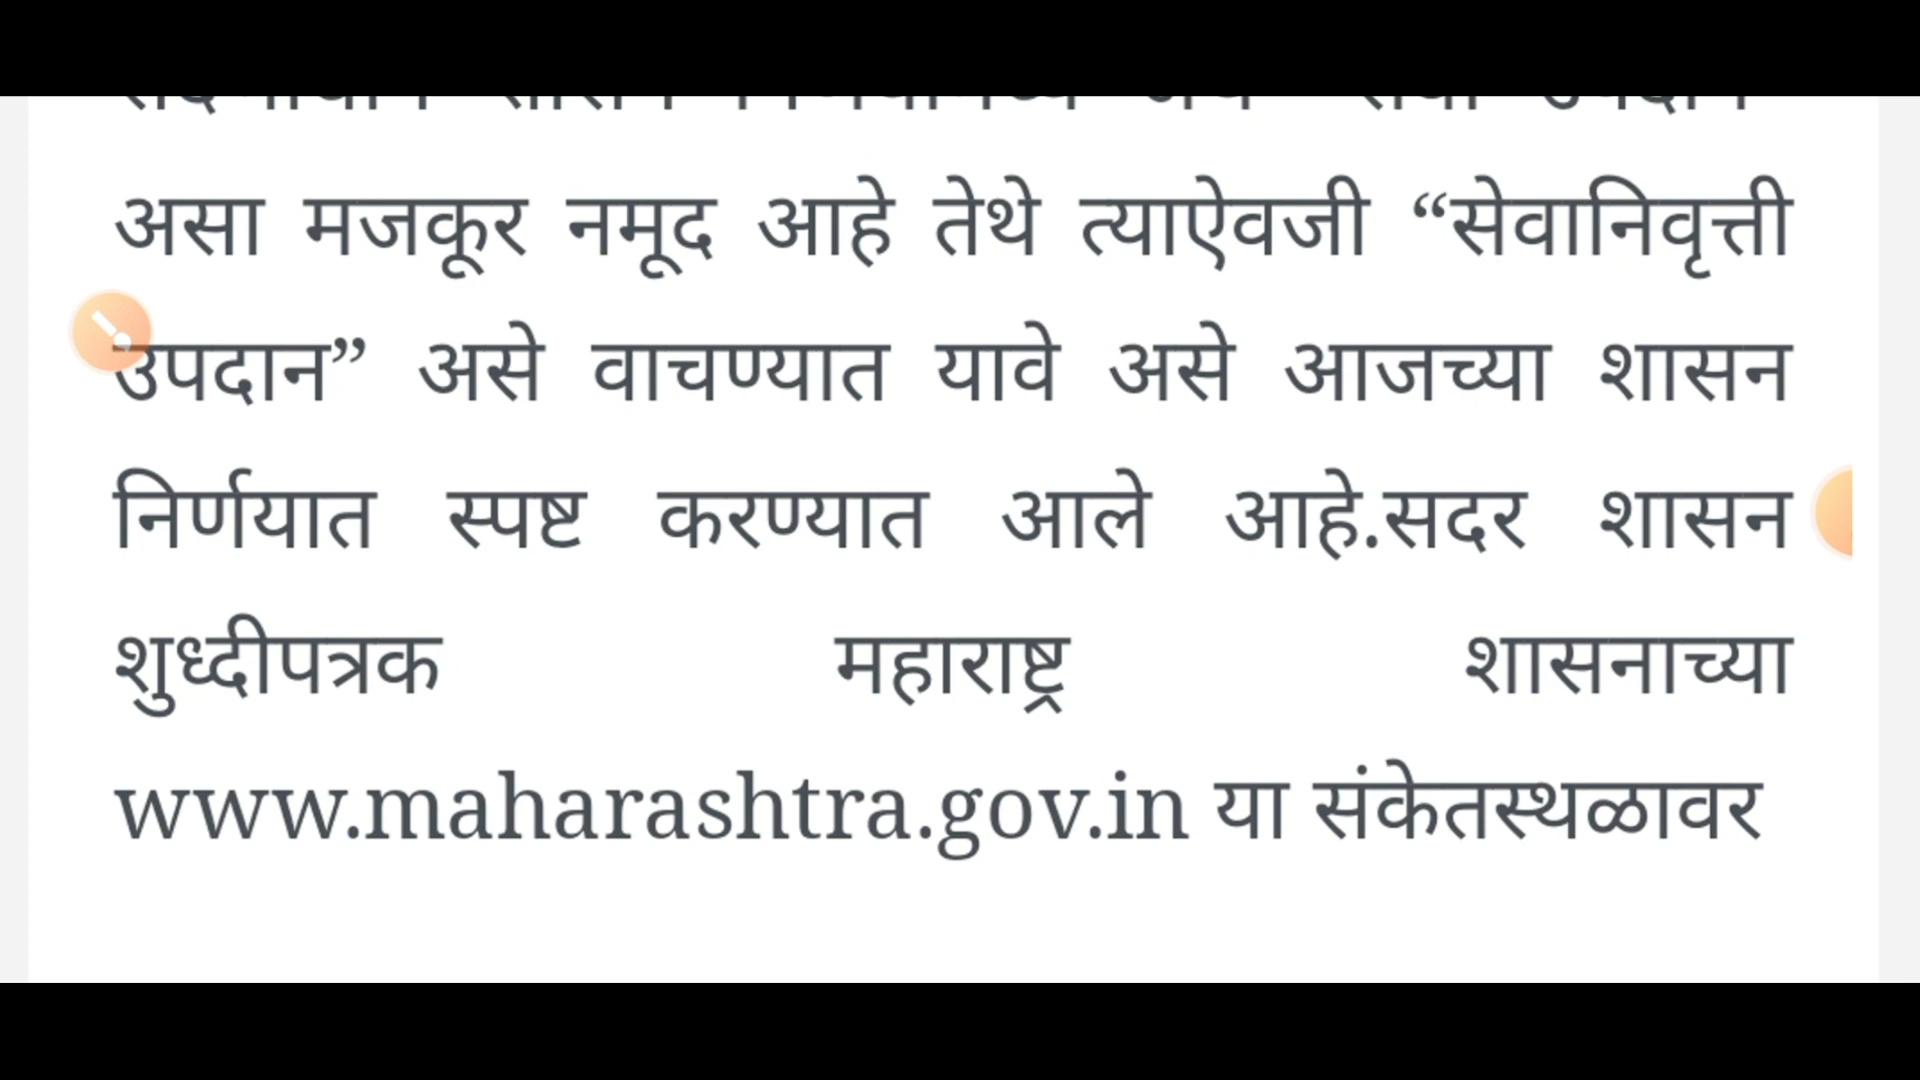 असा मजकूर नमूद आहे तेथे त्याऐवजी “सेवानिवृत्ती
उपदान” असे वाचण्यात यावे असे आजच्या शासन
निर्णयात स्पष्ट करण्यात आले आहे.सदर शासन
शुध्दीपत्रक महाराष्ट्र शासनाच्या
www.maharashtra.gov.in या संकेतस्थळावर